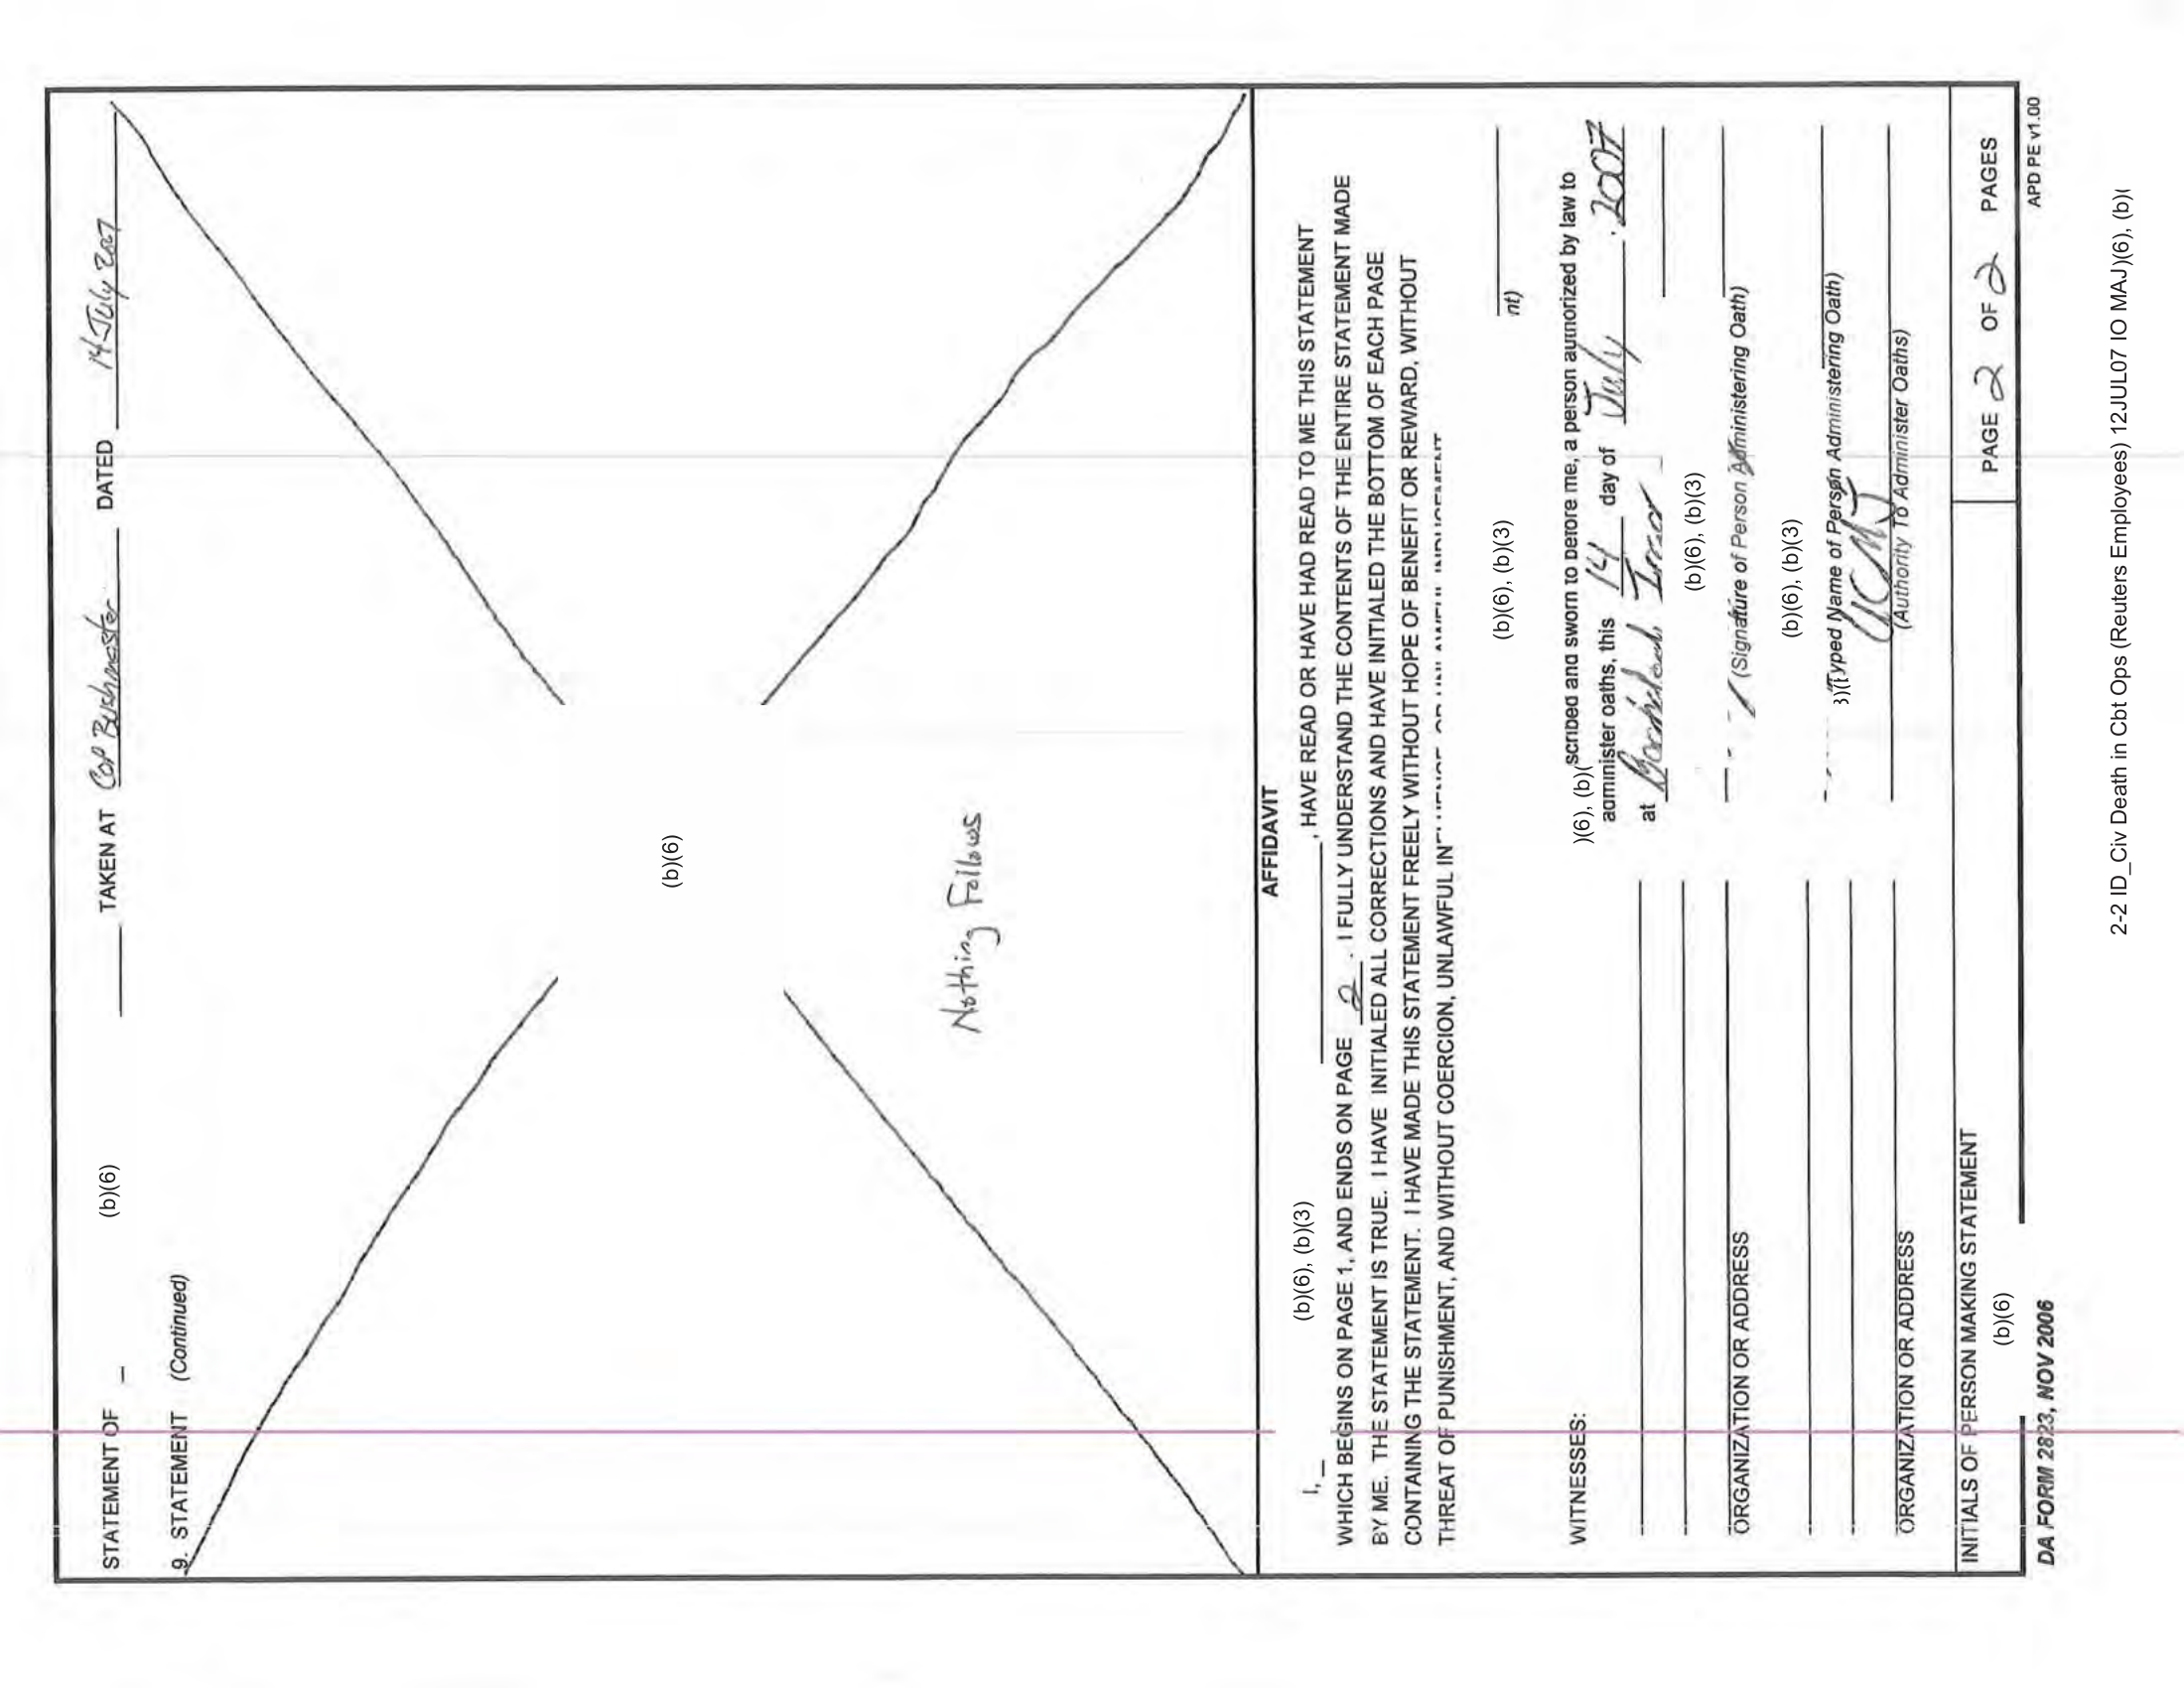 STATEMENT OF (b)(6) TAKEN AT COP Bushmaster DATED 14 July 2007
9. STATEMENT (Continued)
(b)(6)
Nothing Follows
AFFIDAVIT
I, (b)(6), (b)(3) , HAVE READ OR HAVE HAD READ TO ME THIS STATEMENT
WHICH BEGINS ON PAGE 1, AND ENDS ON PAGE 2 . I FULLY UNDERSTAND THE CONTENTS OF THE ENTIRE STATEMENT MADE
BY ME. THE STATEMENT IS TRUE. I HAVE INITIALED ALL CORRECTIONS AND HAVE INITIALED THE BOTTOM OF EACH PAGE
CONTAINING THE STATEMENT. I HAVE MADE THIS STATEMENT FREELY WITHOUT HOPE OF BENEFIT OR REWARD, WITHOUT
THREAT OF PUNISHMENT, AND WITHOUT COERCION, UNLAWFUL INFLUENCE, OR UNLAWFUL INDUCEMENT
(b)(6), (b)(3)
nt)
WITNESSES:
)(6), (b)( scribed and sworn to before me, a person authorized by law to
administer oaths, this 14 day of July , 2007
at Baghdad, Iraq
(b)(6), (b)(3)
ORGANIZATION OR ADDRESS
(Signature of Person Administering Oath)
(b)(6), (b)(3)
3)( (Typed Name of Person Administering Oath)
UCMJ
ORGANIZATION OR ADDRESS
(Authority To Administer Oaths)
INITIALS OF PERSON MAKING STATEMENT
(b)(6)
PAGE 2 OF 2 PAGES
DA FORM 2823, NOV 2006
APD PE v1.00
2-2 ID_Civ Death in Cbt Ops (Reuters Employees) 12JUL07 IO MAJ )(6), (b)(